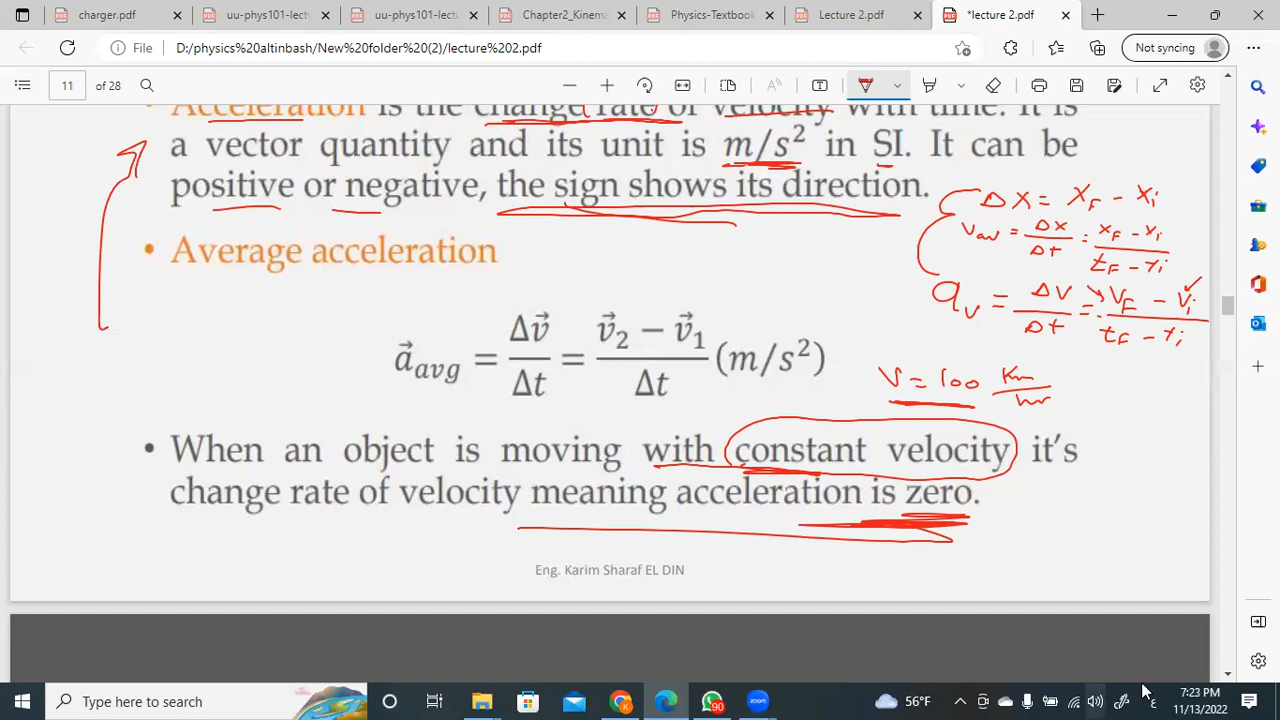 charger.pdf
uu-phys101-lect
uu-phys101-lectu
Chapter2_Kinema
Physics-Textbook
Lecture 2.pdf
*lecture 2.pdf
File
D:/physics%20altinbash/New%20folder%20(2)/lecture%202.pdf
Not syncing
11 of 28
Acceleration is the change rate of velocity with time. It is
a vector quantity and its unit is m/s² in SI. It can be
positive or negative, the sign shows its direction.
ΔX = XF - Xi
Vav = Δx/Δt = xF - xi / tF - ti
• Average acceleration
av = ΔV/Δt = VF - Vi / tF - ti
a⃗avg = Δv⃗/Δt = v⃗2 − v⃗1/Δt (m/s²)
V = 100 Km/hr
• When an object is moving with constant velocity it's
change rate of velocity meaning acceleration is zero.
Eng. Karim Sharaf EL DIN
Type here to search
90
zoom
56°F
ع
7:23 PM
11/13/2022